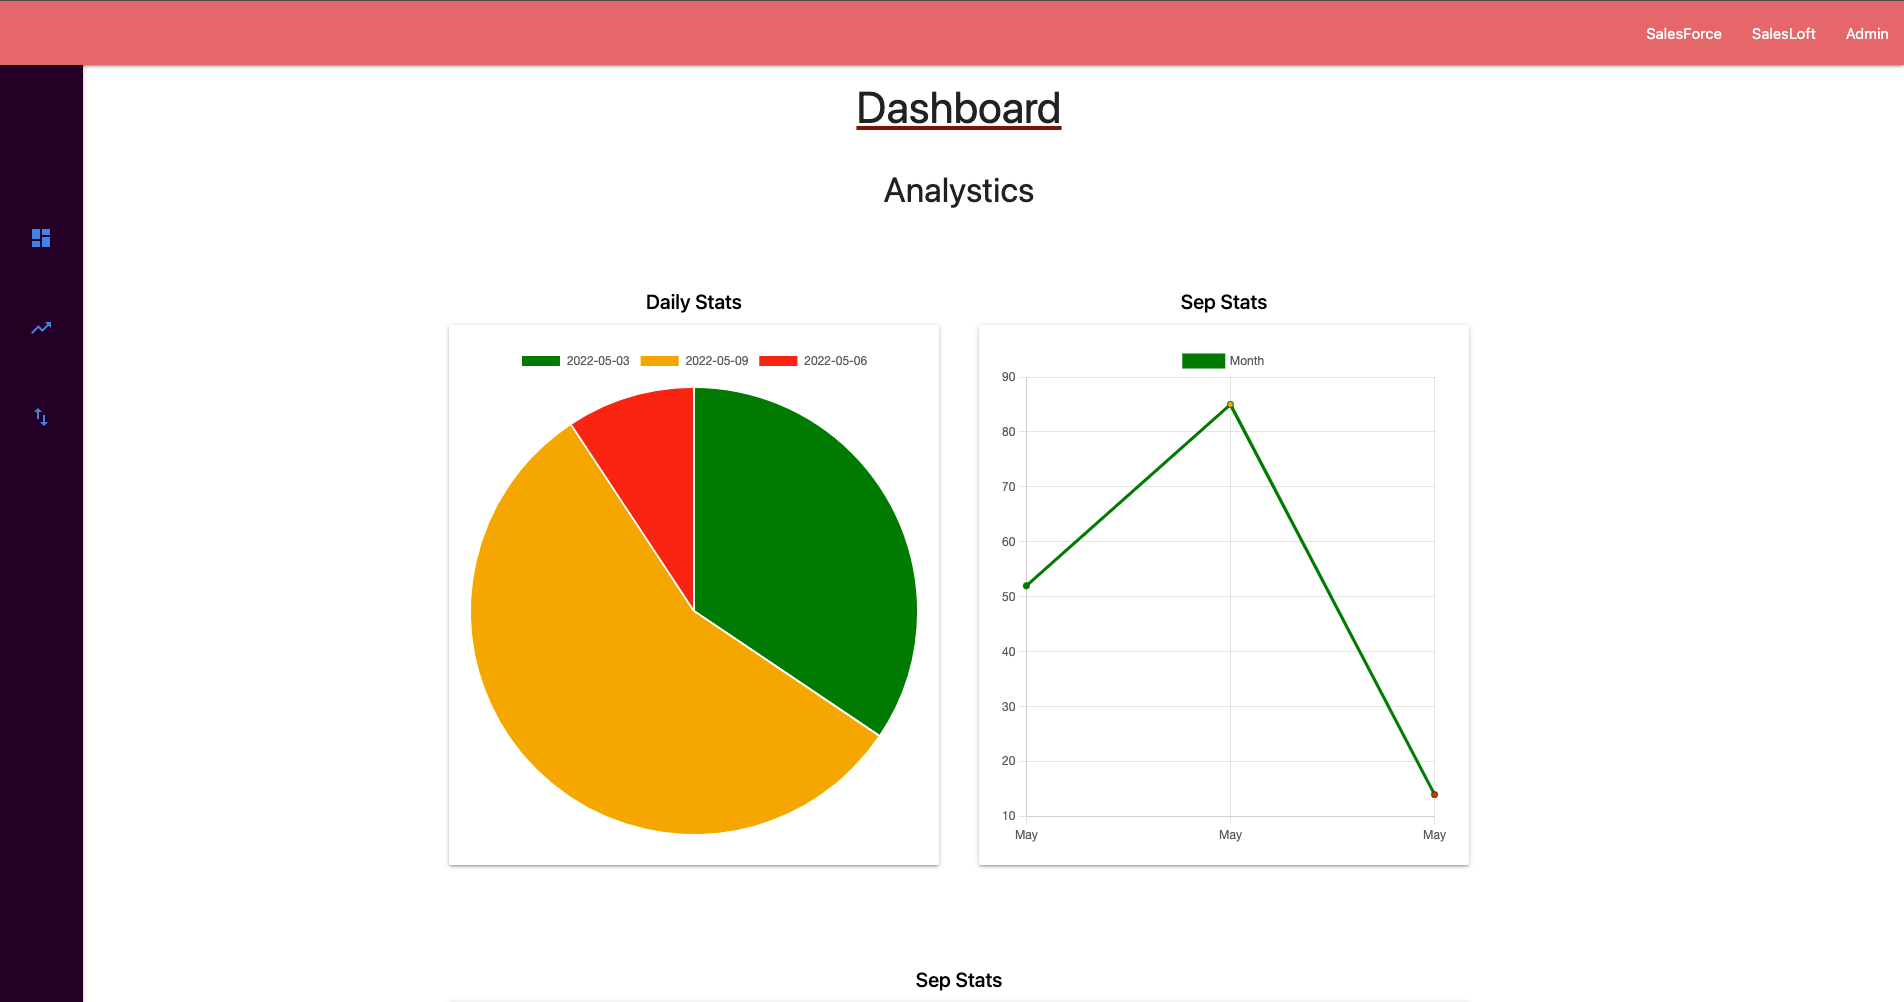 SalesForce SalesLoft Admin
Dashboard
Analystics
Daily Stats
2022-05-03 2022-05-09 2022-05-06
Sep Stats
Month
90
80
70
60
50
40
30
20
10
May May May
Sep Stats